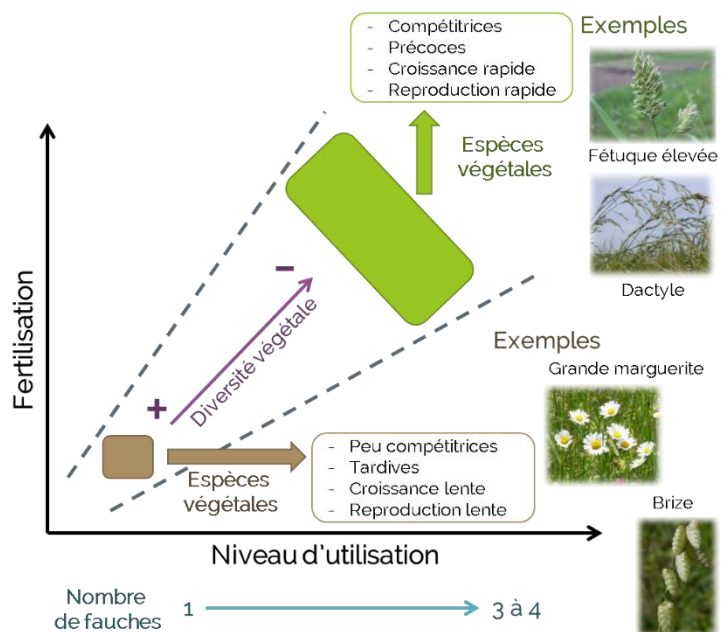 - Compétitrices
- Précoces
- Croissance rapide
- Reproduction rapide
Exemples
Espèces
végétales
Fétuque élevée
Dactyle
Fertilisation
-
+
Diversité végétale
Exemples
Grande marguerite
Espèces
végétales
- Peu compétitrices
- Tardives
- Croissance lente
- Reproduction lente
Brize
Niveau d'utilisation
Nombre
de fauches
1
3 à 4